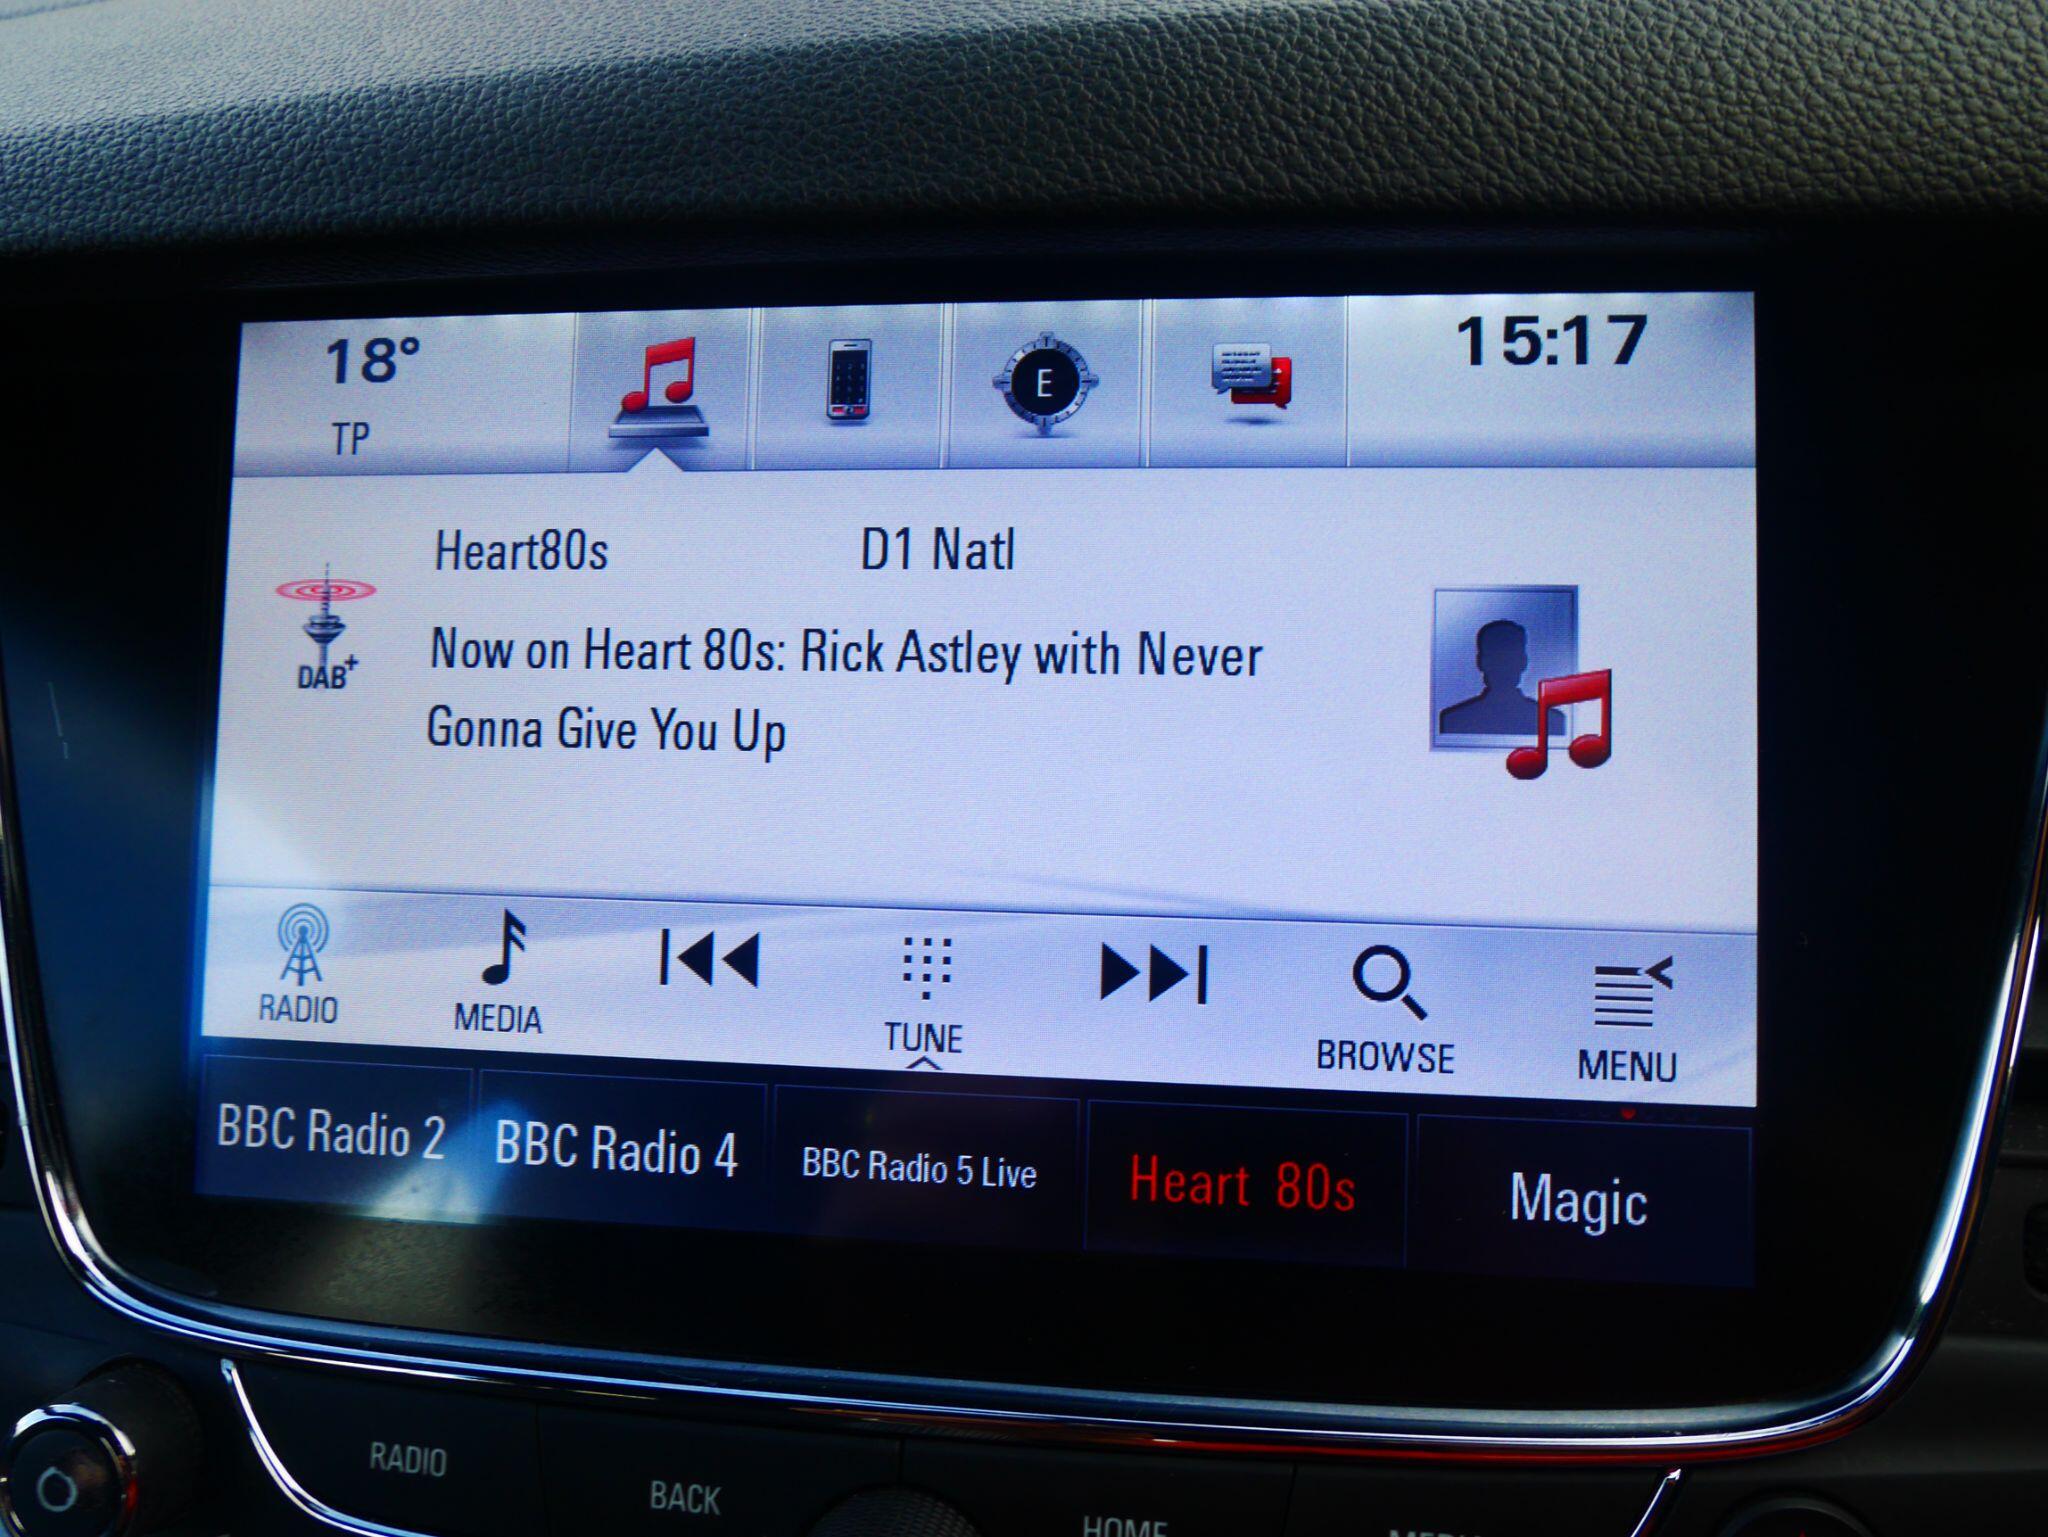 18°
15:17
TP
E
Heart80s D1 Natl
DAB+
Now on Heart 80s: Rick Astley with Never
Gonna Give You Up
RADIO MEDIA TUNE BROWSE MENU
BBC Radio 2 BBC Radio 4 BBC Radio 5 Live Heart 80s Magic
RADIO BACK HOME